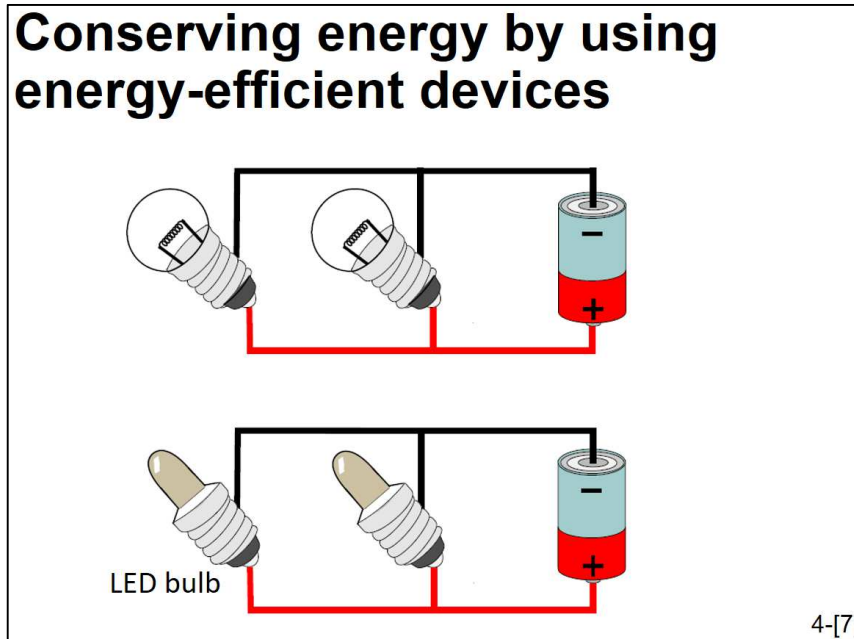 Conserving energy by using
energy-efficient devices
−
+
−
+
LED bulb
4-[7